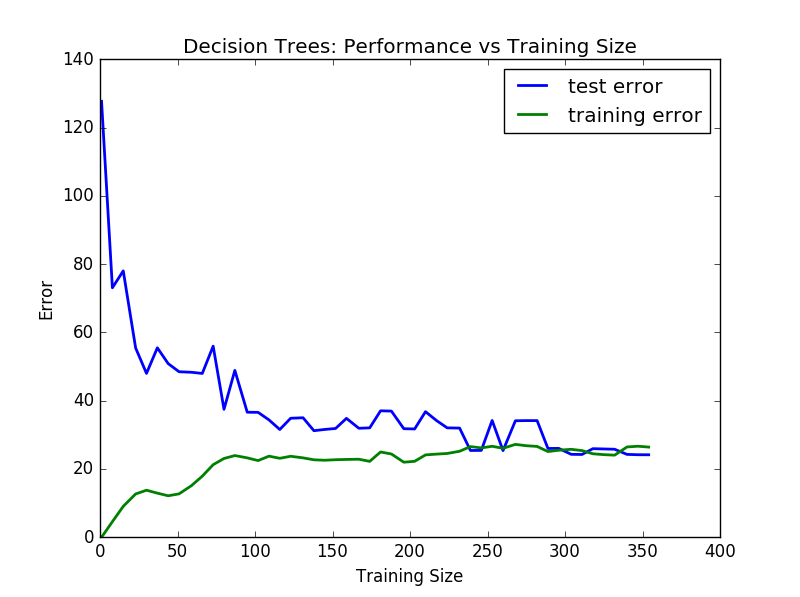 Decision Trees: Performance vs Training Size
140
120
100
80
60
40
20
0
Error
test error
training error
0 50 100 150 200 250 300 350 400
Training Size